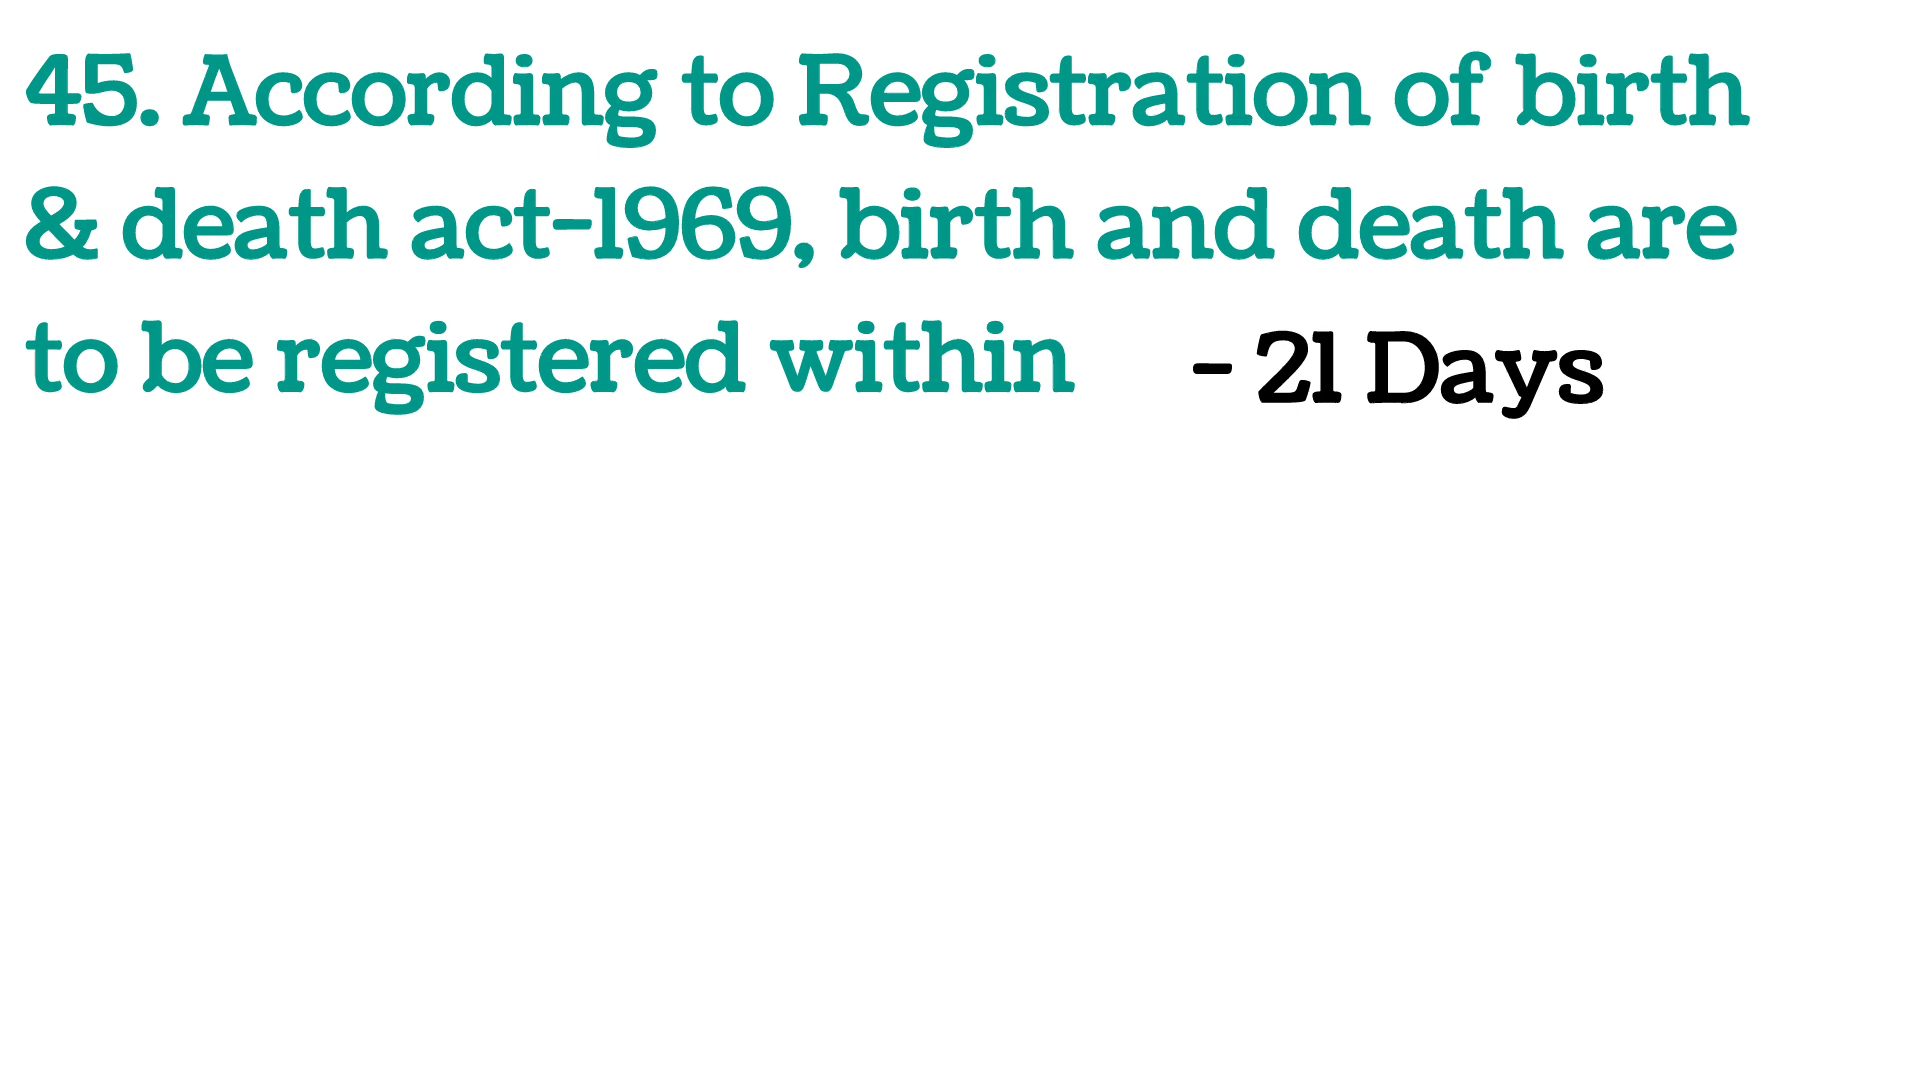 45. According to Registration of birth
& death act-1969, birth and death are
to be registered within - 21 Days